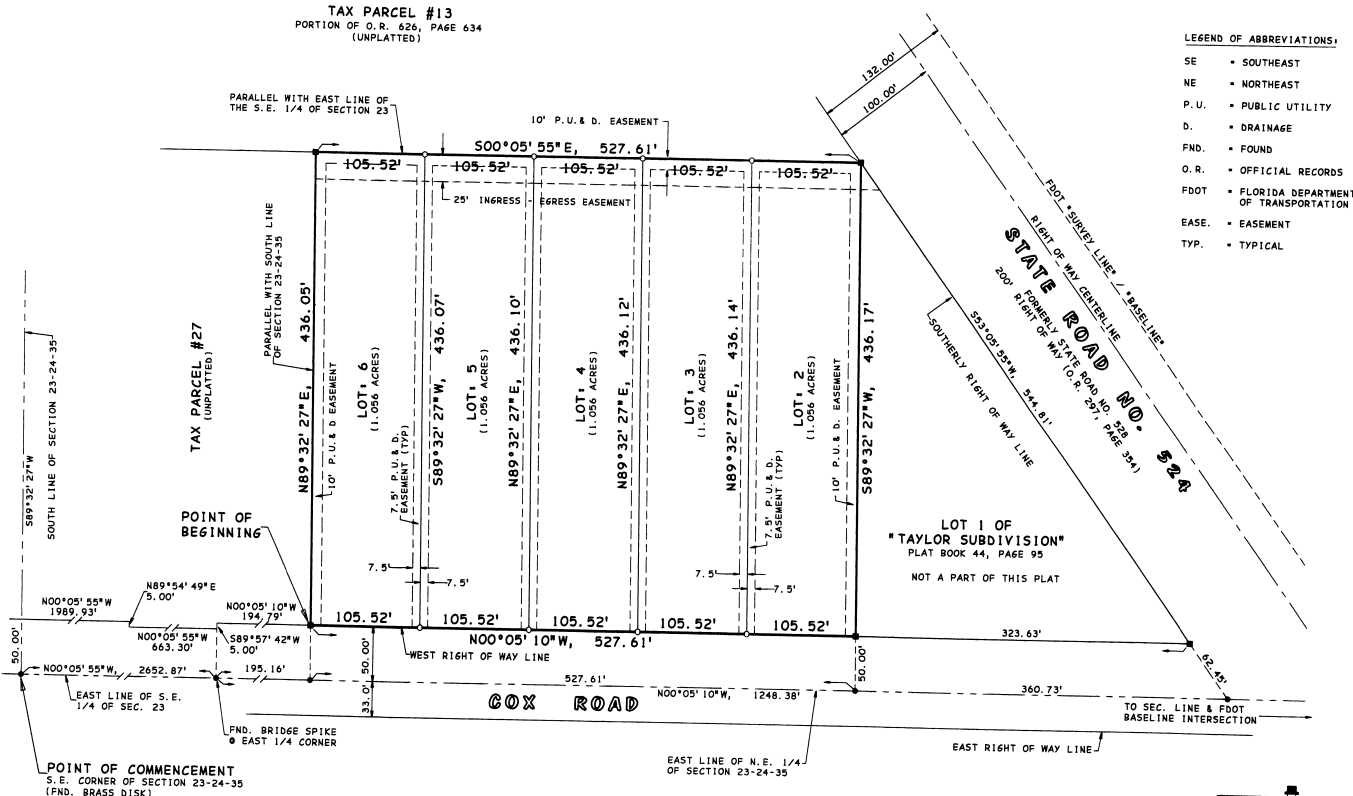 TAX PARCEL #13
PORTION OF O.R. 626, PAGE 634
(UNPLATTED)
LEGEND OF ABBREVIATIONS:
SE = SOUTHEAST
NE = NORTHEAST
P.U. = PUBLIC UTILITY
D. = DRAINAGE
FND. = FOUND
O.R. = OFFICIAL RECORDS
FDOT = FLORIDA DEPARTMENT
OF TRANSPORTATION
EASE. = EASEMENT
TYP. = TYPICAL
132.00'
100.00'
PARALLEL WITH EAST LINE OF
THE S.E. 1/4 OF SECTION 23
10' P.U.& D. EASEMENT
S00°05'55"E, 527.61'
105.52'
105.52'
105.52'
105.52'
105.52'
25' INGRESS - EGRESS EASEMENT
FDOT "SURVEY LINE" / "BASELINE"
RIGHT OF WAY CENTERLINE
STATE ROAD NO. 524
FORMERLY STATE ROAD NO. 528
200' RIGHT OF WAY (O.R. 297, PAGE 354)
S53°05'55"W, 544.81'
SOUTHERLY RIGHT OF WAY LINE
S89°32'27"W
SOUTH LINE OF SECTION 23-24-35
TAX PARCEL #27
(UNPLATTED)
PARALLEL WITH SOUTH LINE
OF SECTION 23-24-35
N89°32'27"E, 436.05'
10' P.U.& D EASEMENT
LOT: 6
(1.056 ACRES)
7.5' P.U.& D.
EASEMENT (TYP)
S89°32'27"W, 436.07'
LOT: 5
(1.056 ACRES)
N89°32'27"E, 436.10'
LOT: 4
(1.056 ACRES)
N89°32'27"E, 436.12'
LOT: 3
(1.056 ACRES)
N89°32'27"E, 436.14'
7.5' P.U.& D.
EASEMENT (TYP)
LOT: 2
(1.056 ACRES)
10' P.U.& D. EASEMENT
S89°32'27"W, 436.17'
LOT 1 OF
"TAYLOR SUBDIVISION"
PLAT BOOK 44, PAGE 95
NOT A PART OF THIS PLAT
POINT OF
BEGINNING
7.5'
7.5'
7.5'
7.5'
N89°54'49"E
5.00'
N00°05'55"W
1989.93'
N00°05'55"W
663.30'
N00°05'10"W
194.79'
S89°57'42"W
5.00'
105.52'
105.52'
105.52'
105.52'
105.52'
N00°05'10"W, 527.61'
WEST RIGHT OF WAY LINE
323.63'
50.00'
50.00'
50.00'
62.45'
N00°05'55"W, 2652.87'
195.16'
527.61'
N00°05'10"W, 1248.38'
360.73'
EAST LINE OF S.E.
1/4 OF SEC. 23
33.0'
COX ROAD
TO SEC. LINE & FDOT
BASELINE INTERSECTION
FND. BRIDGE SPIKE
@ EAST 1/4 CORNER
EAST RIGHT OF WAY LINE
EAST LINE OF N.E. 1/4
OF SECTION 23-24-35
POINT OF COMMENCEMENT
S.E. CORNER OF SECTION 23-24-35
(FND. BRASS DISK)